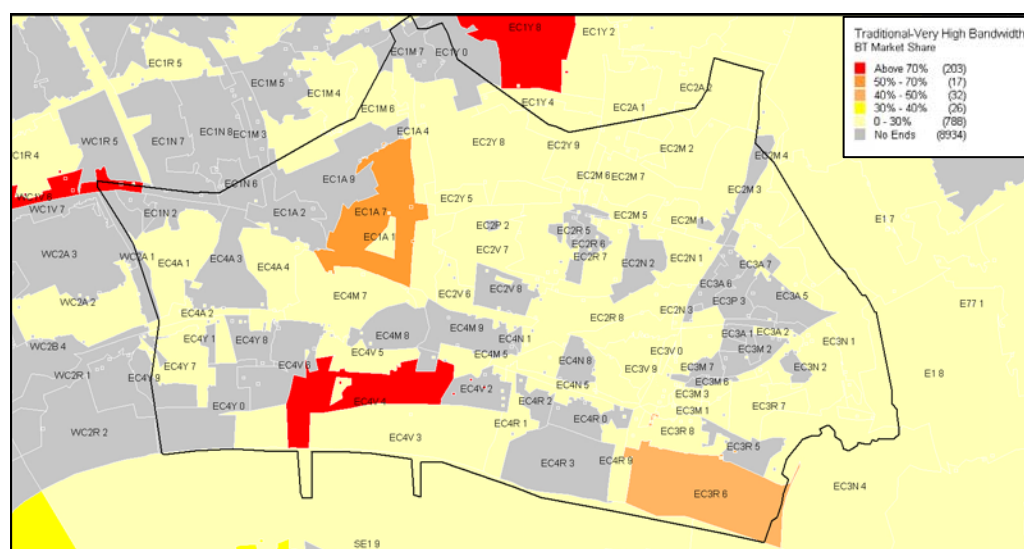 Traditional-Very High Bandwidth
BT Market Share
Above 70% (203)
50% - 70% (17)
40% - 50% (32)
30% - 40% (26)
0 - 30% (788)
No Ends (8934)
EC1Y 8
EC1Y 2
EC1M 7
EC1Y 0
EC1R 5
EC1M 5
EC1M 4
EC2A 2
EC1M 6
EC1Y 4
EC2A 1
EC1N 8
EC1M 3
EC1A 4
WC1R 5
EC1N 7
EC2Y 8
EC2Y 9
EC2M 2
WC1R 4
EC2M 4
EC1A 9
EC2M 6
EC2M 7
EC1N 6
EC2M 3
WC1V 7
EC2Y 5
EC1N 2
EC1A 2
EC1A 7
EC2M 5
EC2M 1
E1 7
EC2P 2
EC2R 5
EC1A 1
EC2R 6
EC2V 7
EC2R 7
WC2A 3
WC2A 1
EC4A 1
EC4A 3
EC4A 4
EC2N 2
EC2N 1
EC3A 7
EC3A 6
EC2V 8
EC4M 7
EC2V 6
EC3A 5
WC2A 2
EC3P 3
E77 1
EC4A 2
EC2R 8
EC2N 3
EC4M 9
EC3A 1
EC3A 2
EC4Y 1
EC4Y 8
EC4M 8
EC4N 1
EC3N 1
WC2B 4
EC4V 5
EC4M 5
EC3V 0
EC3M 2
EC4Y 7
EC4V 6
EC4N 8
EC3V 9
EC3M 7
EC3N 2
E1 8
WC2R 1
EC4Y 9
EC4V 2
EC4N 5
EC3M 6
EC3M 3
EC4V 4
EC4R 2
EC4Y 0
EC3M 1
EC3R 7
EC4R 1
EC4R 0
EC3R 8
WC2R 2
EC4V 3
EC3R 5
EC4R 3
EC4R 9
EC3R 6
EC3N 4
SE1 9